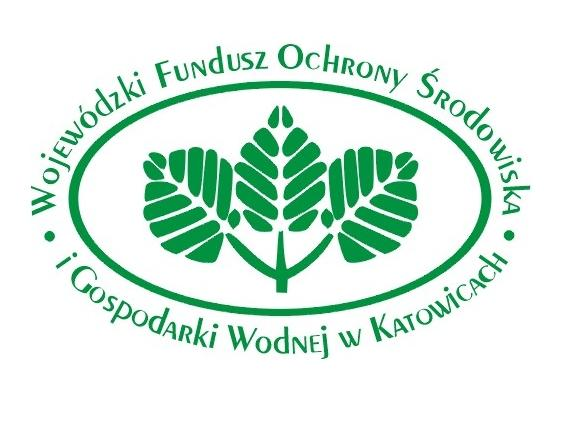 Wojewódzki Fundusz Ochrony Środowiska
i Gospodarki Wodnej w Katowicach